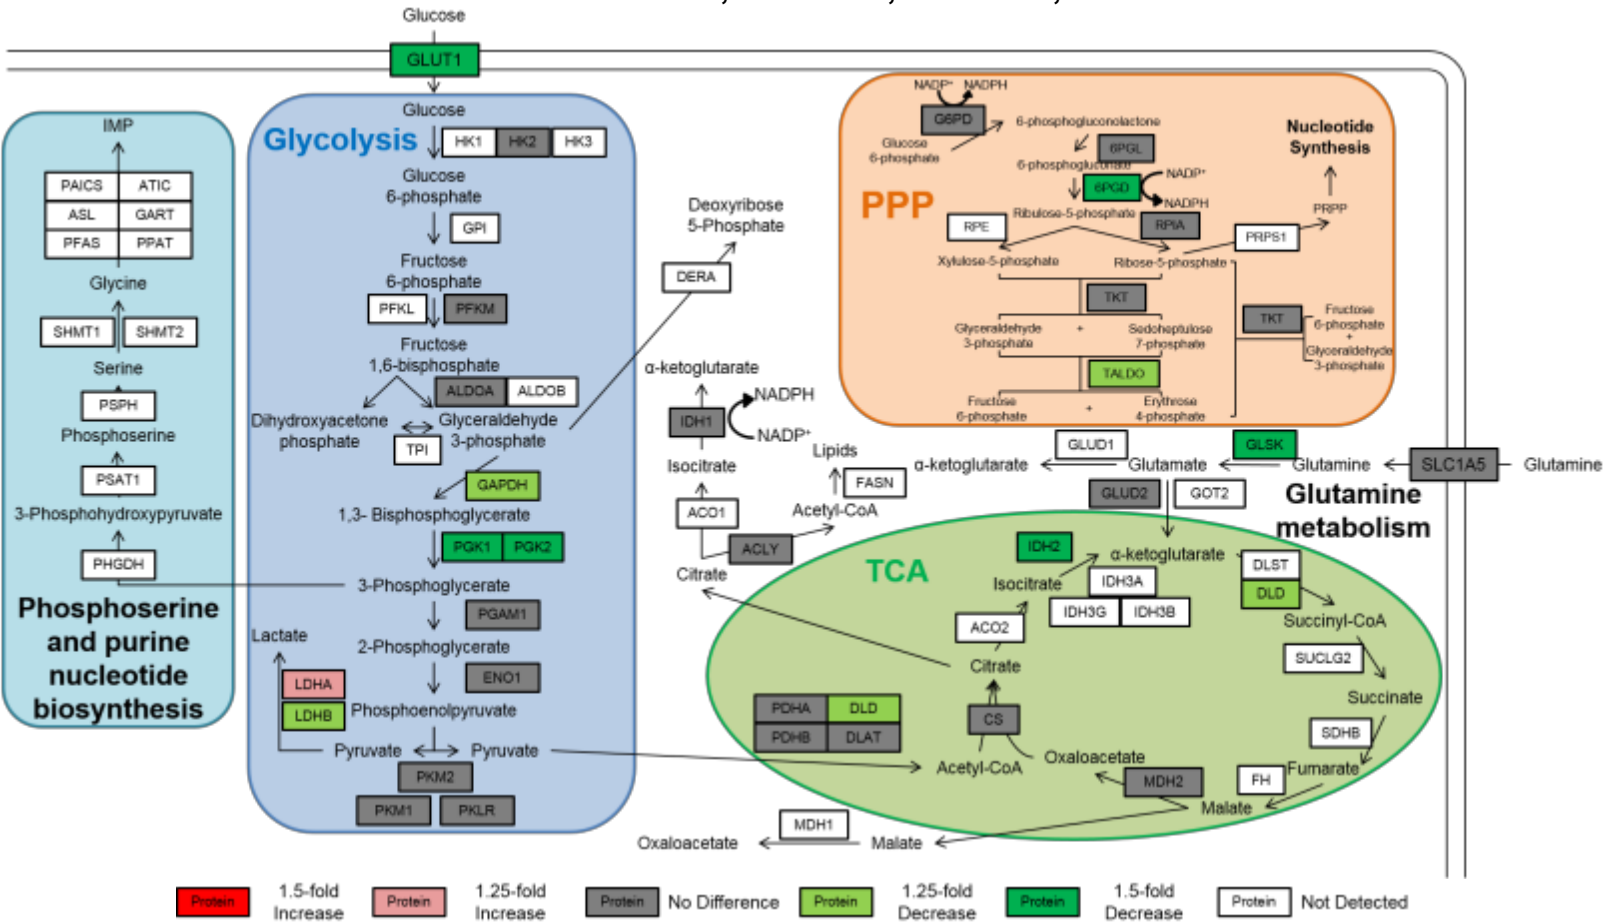 Glucose
GLUT1
IMP
PAICS ATIC
ASL GART
PFAS PPAT
Glycine
SHMT1 SHMT2
Serine
PSPH
Phosphoserine
PSAT1
3-Phosphohydroxypyruvate
PHGDH
Phosphoserine
and purine
nucleotide
biosynthesis
Glycolysis
Glucose
HK1 HK2 HK3
Glucose
6-phosphate
GPI
Fructose
6-phosphate
PFKL PFKM
Fructose
1,6-bisphosphate
ALDOA ALDOB
Dihydroxyacetone
phosphate
Glyceraldehyde
3-phosphate
TPI
GAPDH
1,3- Bisphosphoglycerate
PGK1 PGK2
3-Phosphoglycerate
PGAM1
2-Phosphoglycerate
ENO1
Lactate
LDHA
LDHB
Phosphoenolpyruvate
Pyruvate Pyruvate
PKM2
PKM1 PKLR
Deoxyribose
5-Phosphate
DERA
α-ketoglutarate
NADPH
IDH1
NADP+
Isocitrate
ACO1
Citrate
ACLY
Lipids
FASN
Acetyl-CoA
PPP
NADP+ NADPH
G6PD
Glucose
6-phosphate
6-phosphogluconolactone
6PGL
6-phosphogluconate
6PGD
NADP+
NADPH
Ribulose-5-phosphate
RPE
RPIA
PRPS1
PRPP
Nucleotide
Synthesis
Xylulose-5-phosphate
Ribose-5-phosphate
TKT
Glyceraldehyde
3-phosphate
+
Sedoheptulose
7-phosphate
TALDO
Fructose
6-phosphate
+
Erythrose
4-phosphate
TKT
Fructose
6-phosphate
+
Glyceraldehyde
3-phosphate
α-ketoglutarate
GLUD1
Glutamate
GLSK
Glutamine
SLC1A5
Glutamine
GLUD2 GOT2
Glutamine
metabolism
TCA
IDH2
α-ketoglutarate
Isocitrate
IDH3A
IDH3G IDH3B
DLST
DLD
Succinyl-CoA
ACO2
SUCLG2
Citrate
Succinate
PDHA DLD
PDHB DLAT
CS
SDHB
Acetyl-CoA
Oxaloacetate
MDH2
FH
Fumarate
Malate
MDH1
Oxaloacetate
Malate
Protein
1.5-fold
Increase
Protein
1.25-fold
Increase
Protein
No Difference
Protein
1.25-fold
Decrease
Protein
1.5-fold
Decrease
Protein
Not Detected